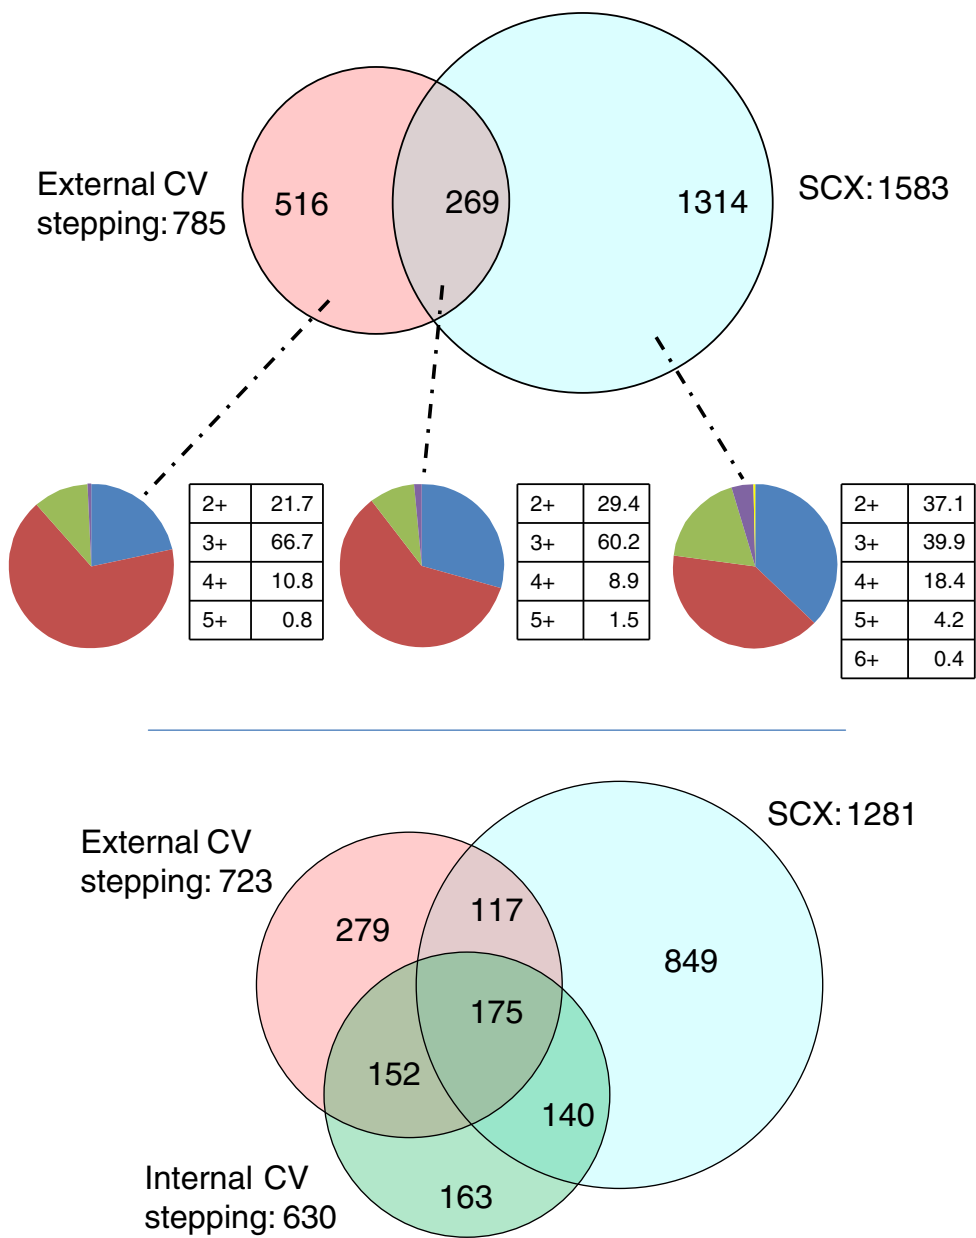 External CV
stepping: 785
516
269
1314
SCX: 1583
2+ 21.7
3+ 66.7
4+ 10.8
5+ 0.8
2+ 29.4
3+ 60.2
4+ 8.9
5+ 1.5
2+ 37.1
3+ 39.9
4+ 18.4
5+ 4.2
6+ 0.4
SCX: 1281
External CV
stepping: 723
279
117
849
175
152
140
Internal CV
stepping: 630
163